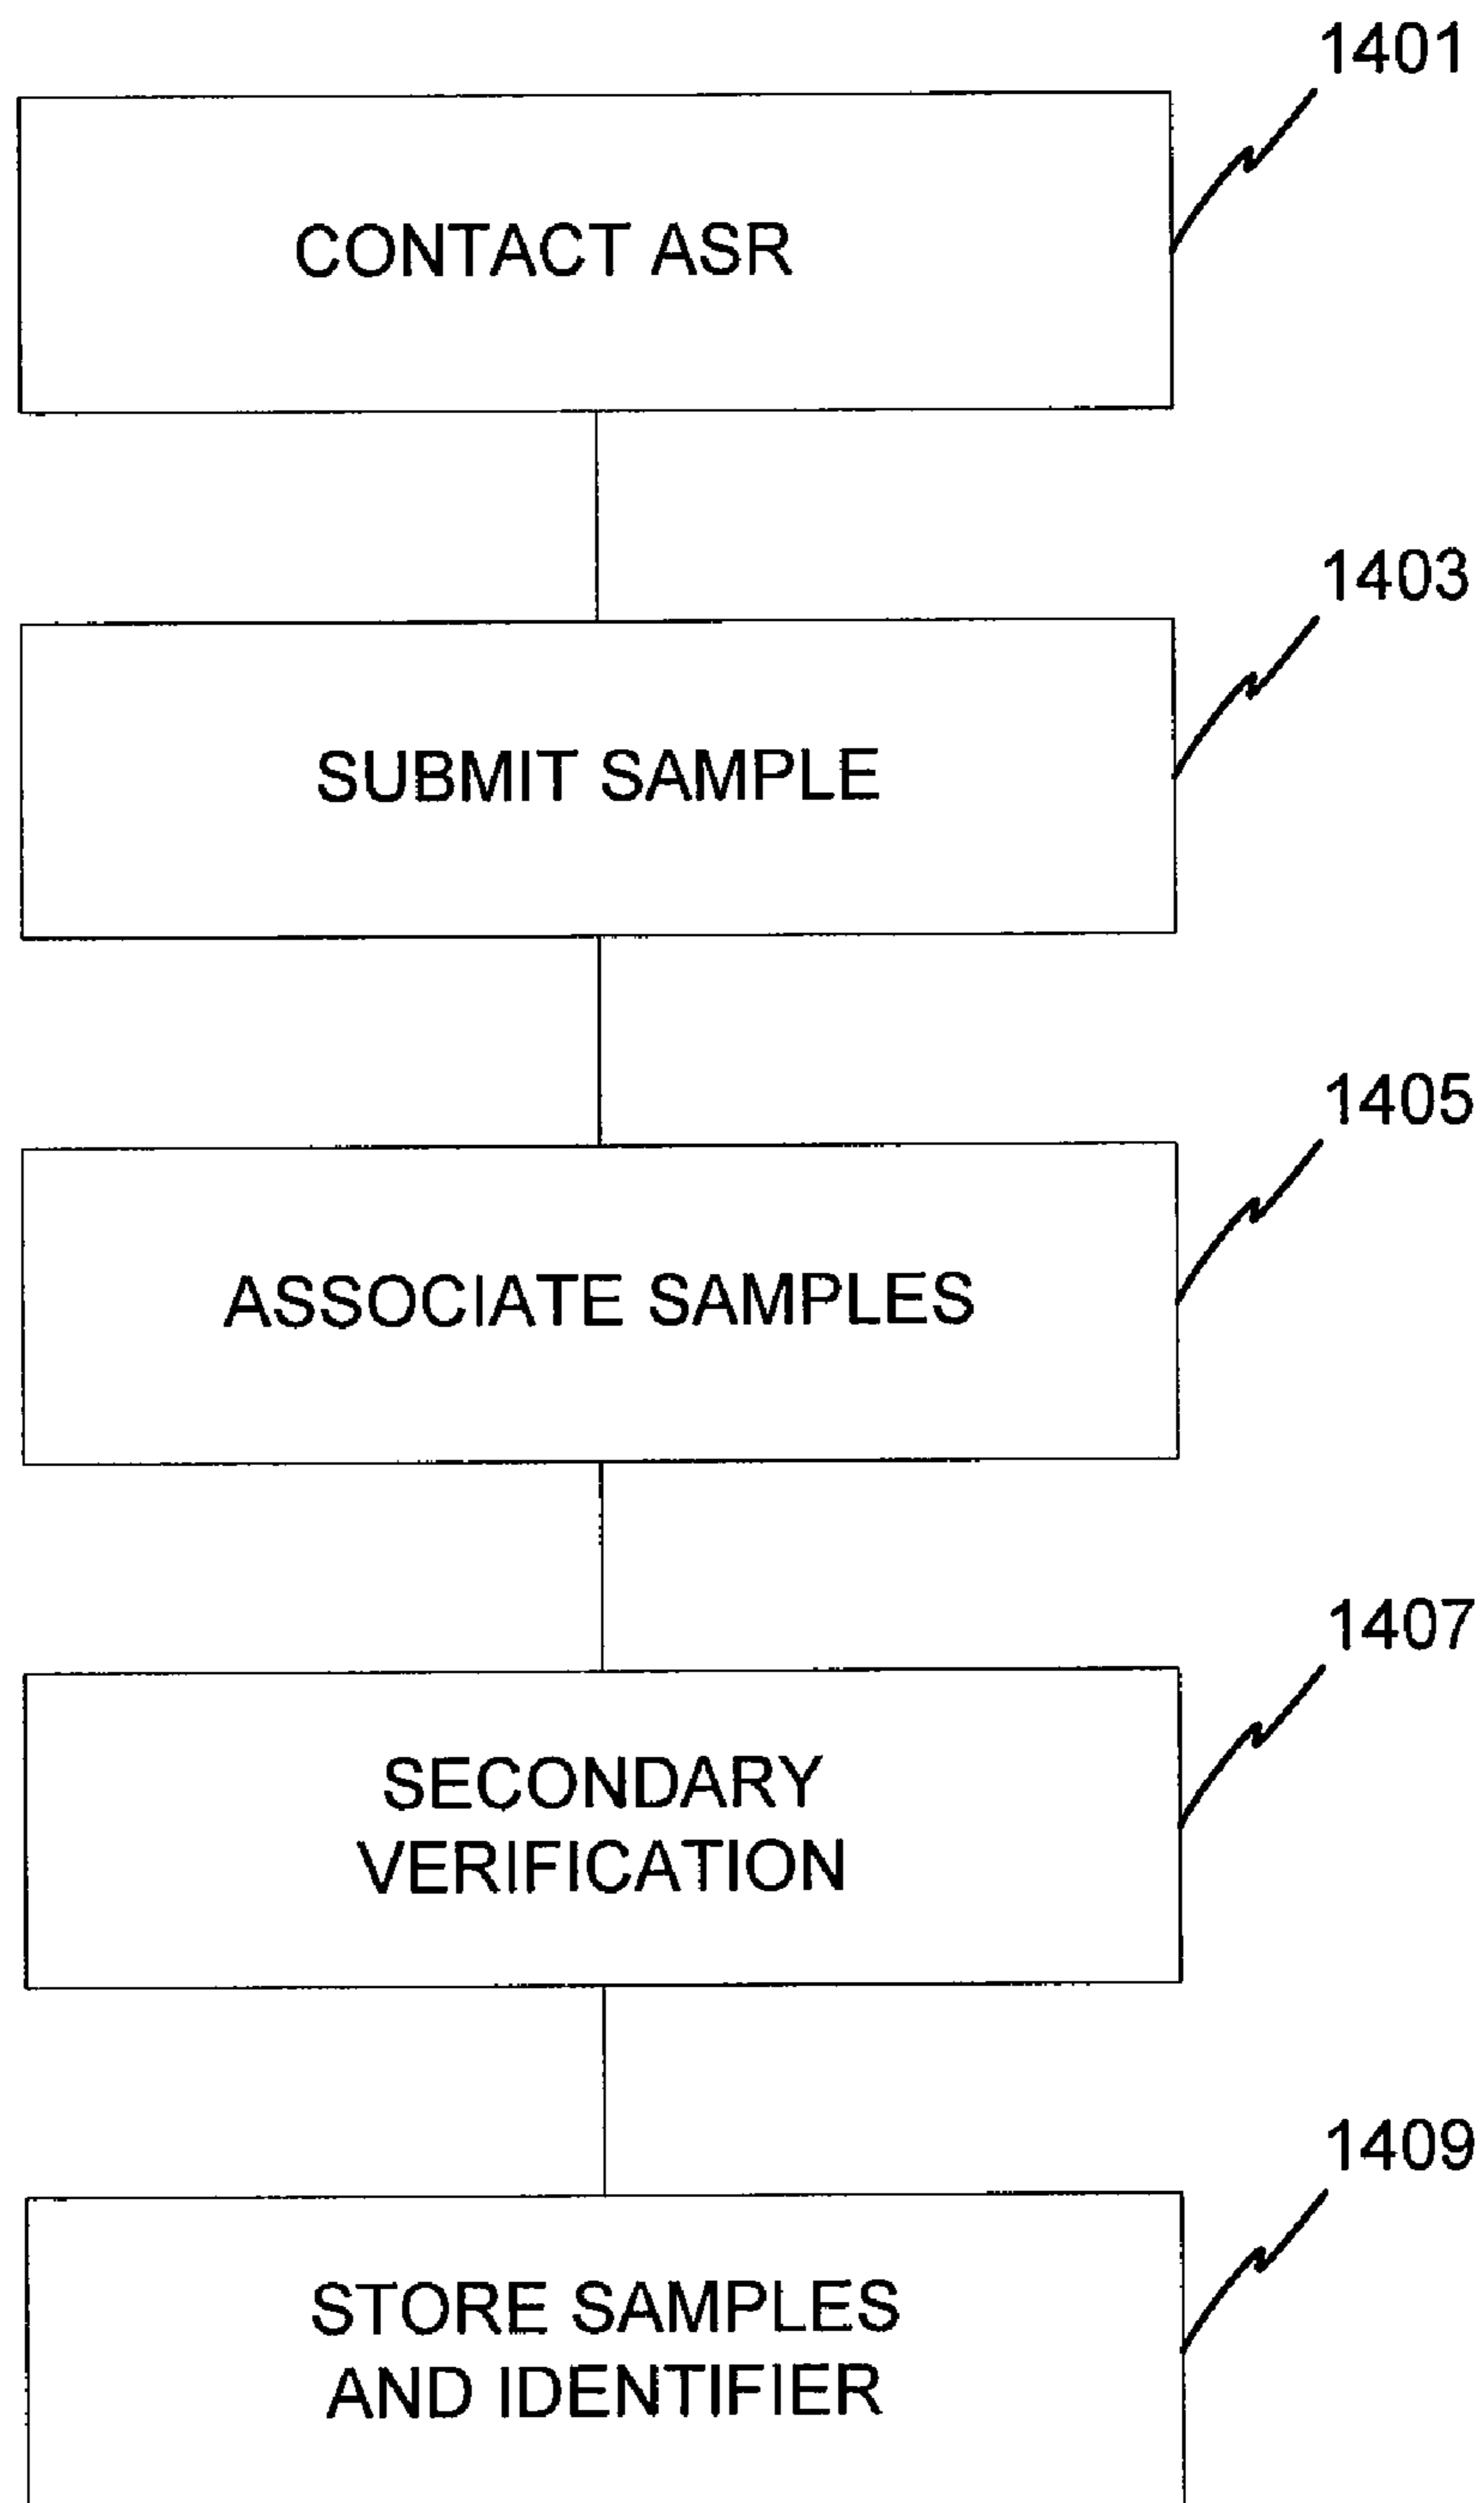 1401
CONTACT ASR
1403
SUBMIT SAMPLE
1405
ASSOCIATE SAMPLES
1407
SECONDARY
VERIFICATION
1409
STORE SAMPLES
AND IDENTIFIER